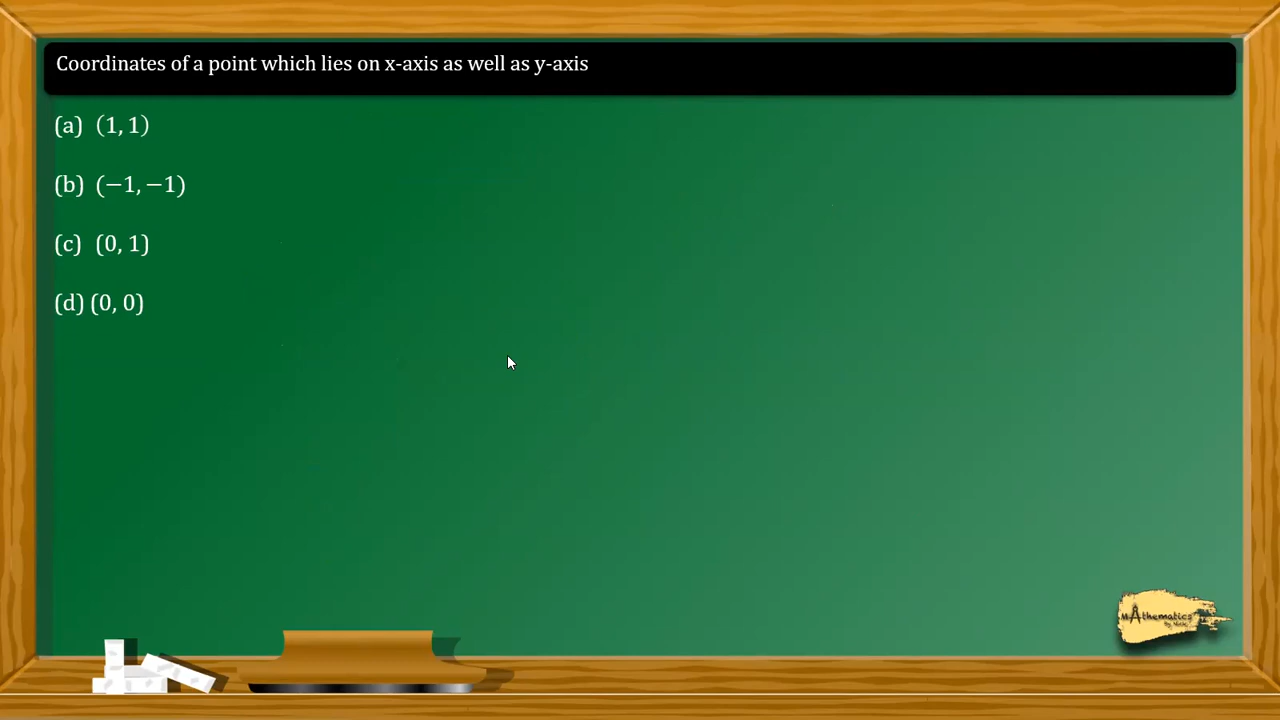 Coordinates of a point which lies on x-axis as well as y-axis
(a) (1, 1)
(b) (−1, −1)
(c) (0, 1)
(d) (0, 0)
mAthematics